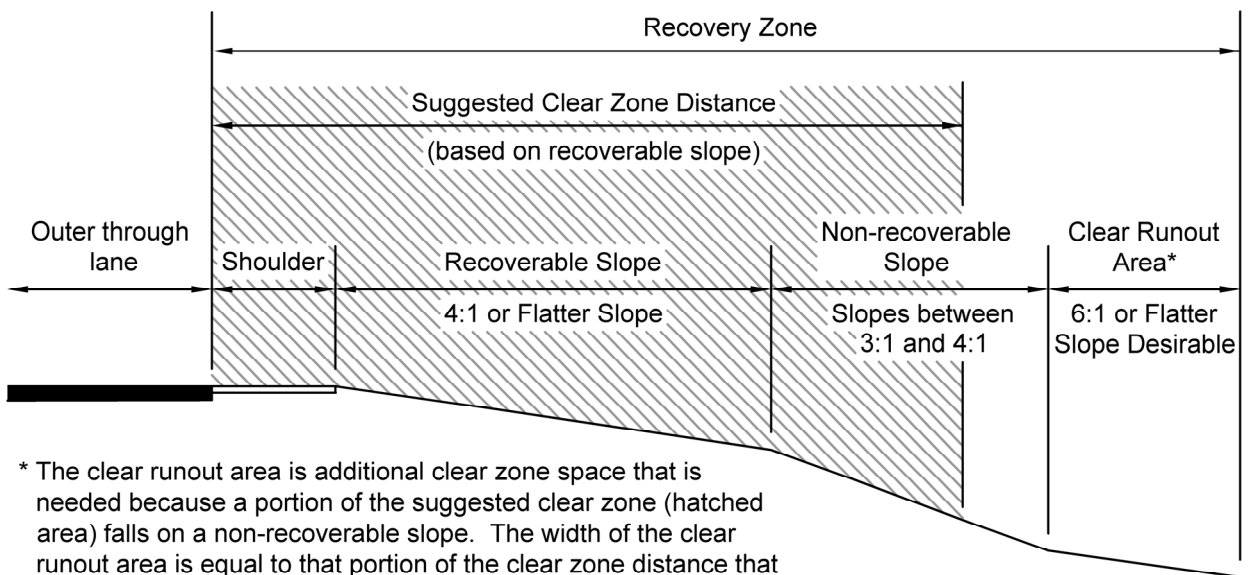 Recovery Zone
Suggested Clear Zone Distance
(based on recoverable slope)
Outer through
lane
Shoulder
Recoverable Slope
4:1 or Flatter Slope
Non-recoverable
Slope
Slopes between
3:1 and 4:1
Clear Runout
Area*
6:1 or Flatter
Slope Desirable
* The clear runout area is additional clear zone space that is
needed because a portion of the suggested clear zone (hatched
area) falls on a non-recoverable slope. The width of the clear
runout area is equal to that portion of the clear zone distance that